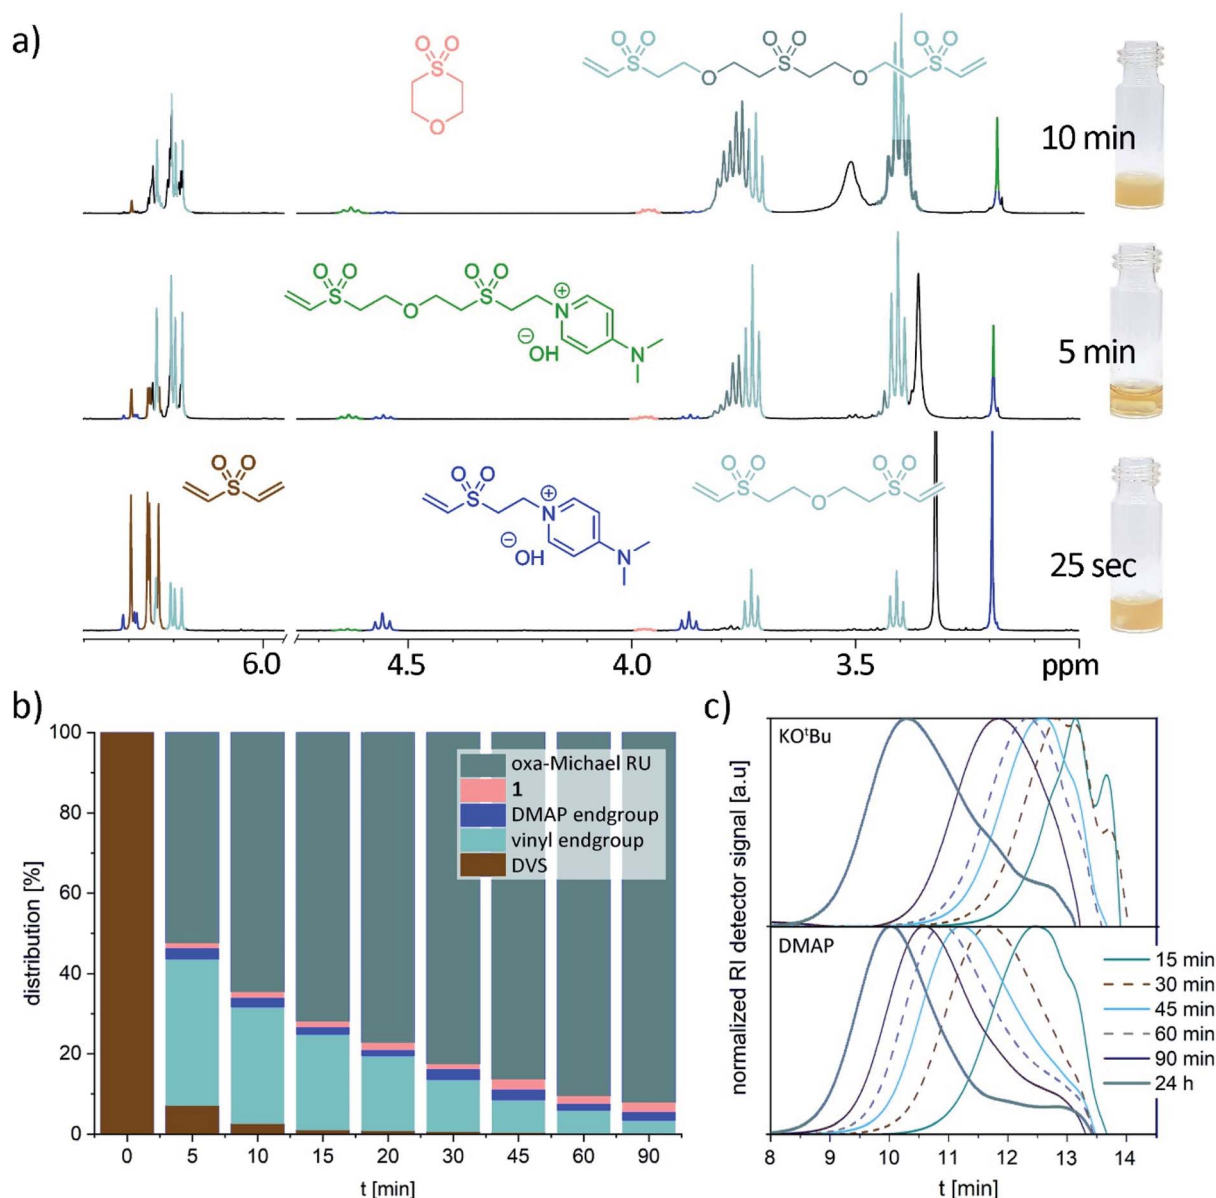 a)
O O
S
O
O O
S
O
O O
S
O
O O
S
10 min
O O
S
O
O O
S
N
⊕
⊖
OH
N
5 min
O O
S
O O
S
N
⊕
⊖
OH
N
O O
S
O
O O
S
25 sec
6.0
4.5
4.0
3.5
ppm
b)
distribution [%]
100
80
60
40
20
0
oxa-Michael RU
1
DMAP endgroup
vinyl endgroup
DVS
0 5 10 15 20 30 45 60 90
t [min]
c)
normalized RI detector signal [a.u]
KOᵗBu
DMAP
15 min
30 min
45 min
60 min
90 min
24 h
8 9 10 11 12 13 14
t [min]